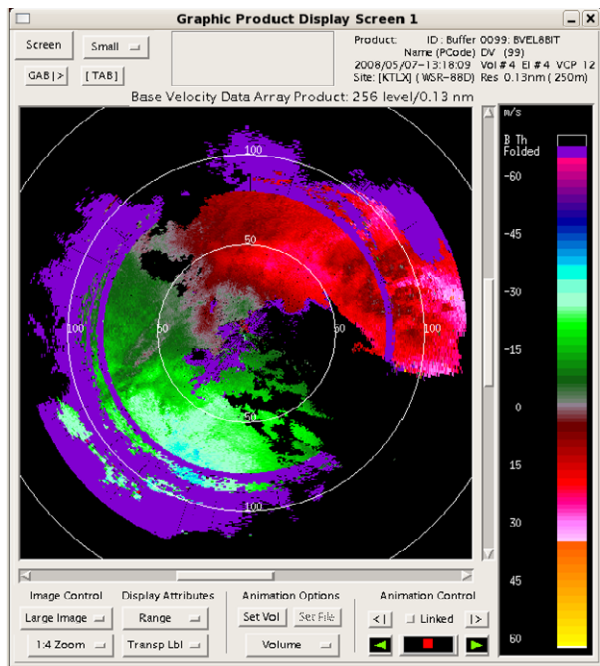 Graphic Product Display Screen 1
Screen
Small
GAB|>
[TAB]
Product: ID: Buffer 0099: BVEL8BIT
Name (PCode) DV (99)
2008/05/07-13:18:09 Vol#4 El#4 VCP 12
Site: [KTLX] (WSR-88D) Res 0.13nm (250m)
Base Velocity Data Array Product: 256 level/0.13 nm
100
50
100
50
50
100
50
100
m/s
B Th
Folded
-60
-45
-30
-15
0
15
30
45
60
Image Control
Display Attributes
Animation Options
Animation Control
Large Image
Range
Set Vol
Set File
<|
Linked
|>
1:4 Zoom
Transp Lbl
Volume